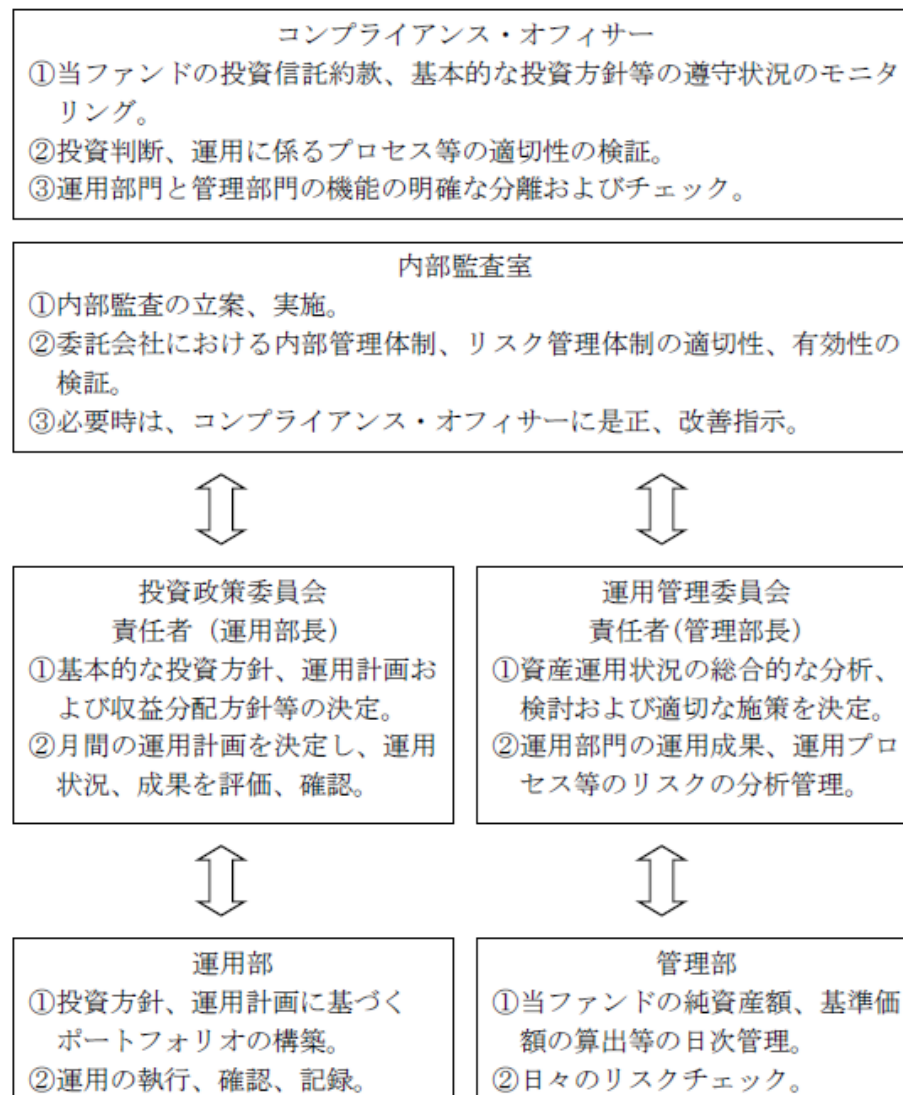 コンプライアンス・オフィサー
①当ファンドの投資信託約款、基本的な投資方針等の遵守状況のモニタ
リング。
②投資判断、運用に係るプロセス等の適切性の検証。
③運用部門と管理部門の機能の明確な分離およびチェック。
内部監査室
①内部監査の立案、実施。
②委託会社における内部管理体制、リスク管理体制の適切性、有効性の
検証。
③必要時は、コンプライアンス・オフィサーに是正、改善指示。
投資政策委員会
責任者（運用部長）
①基本的な投資方針、運用計画お
よび収益分配方針等の決定。
②月間の運用計画を決定し、運用
状況、成果を評価、確認。
運用管理委員会
責任者(管理部長）
①資産運用状況の総合的な分析、
検討および適切な施策を決定。
②運用部門の運用成果、運用プロ
セス等のリスクの分析管理。
運用部
①投資方針、運用計画に基づく
ポートフォリオの構築。
②運用の執行、確認、記録。
管理部
①当ファンドの純資産額、基準価
額の算出等の日次管理。
②日々のリスクチェック。